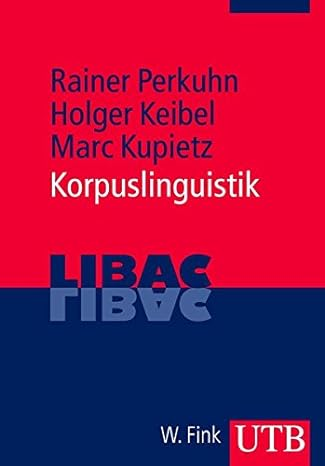 Rainer Perkuhn
Holger Keibel
Marc Kupietz
Korpuslinguistik
LIBAC
LIBAC
W. Fink
UTB